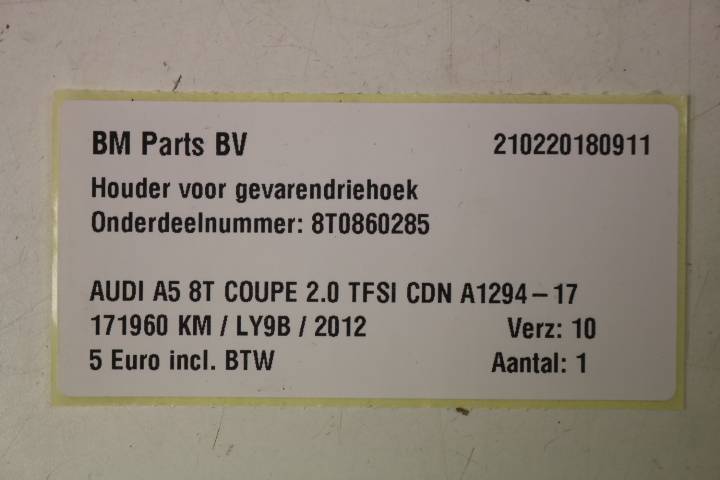 BM Parts BV 210220180911
Houder voor gevarendriehoek
Onderdeelnummer: 8T0860285
AUDI A5 8T COUPE 2.0 TFSI CDN A1294-17
171960 KM / LY9B / 2012 Verz: 10
5 Euro incl. BTW Aantal: 1